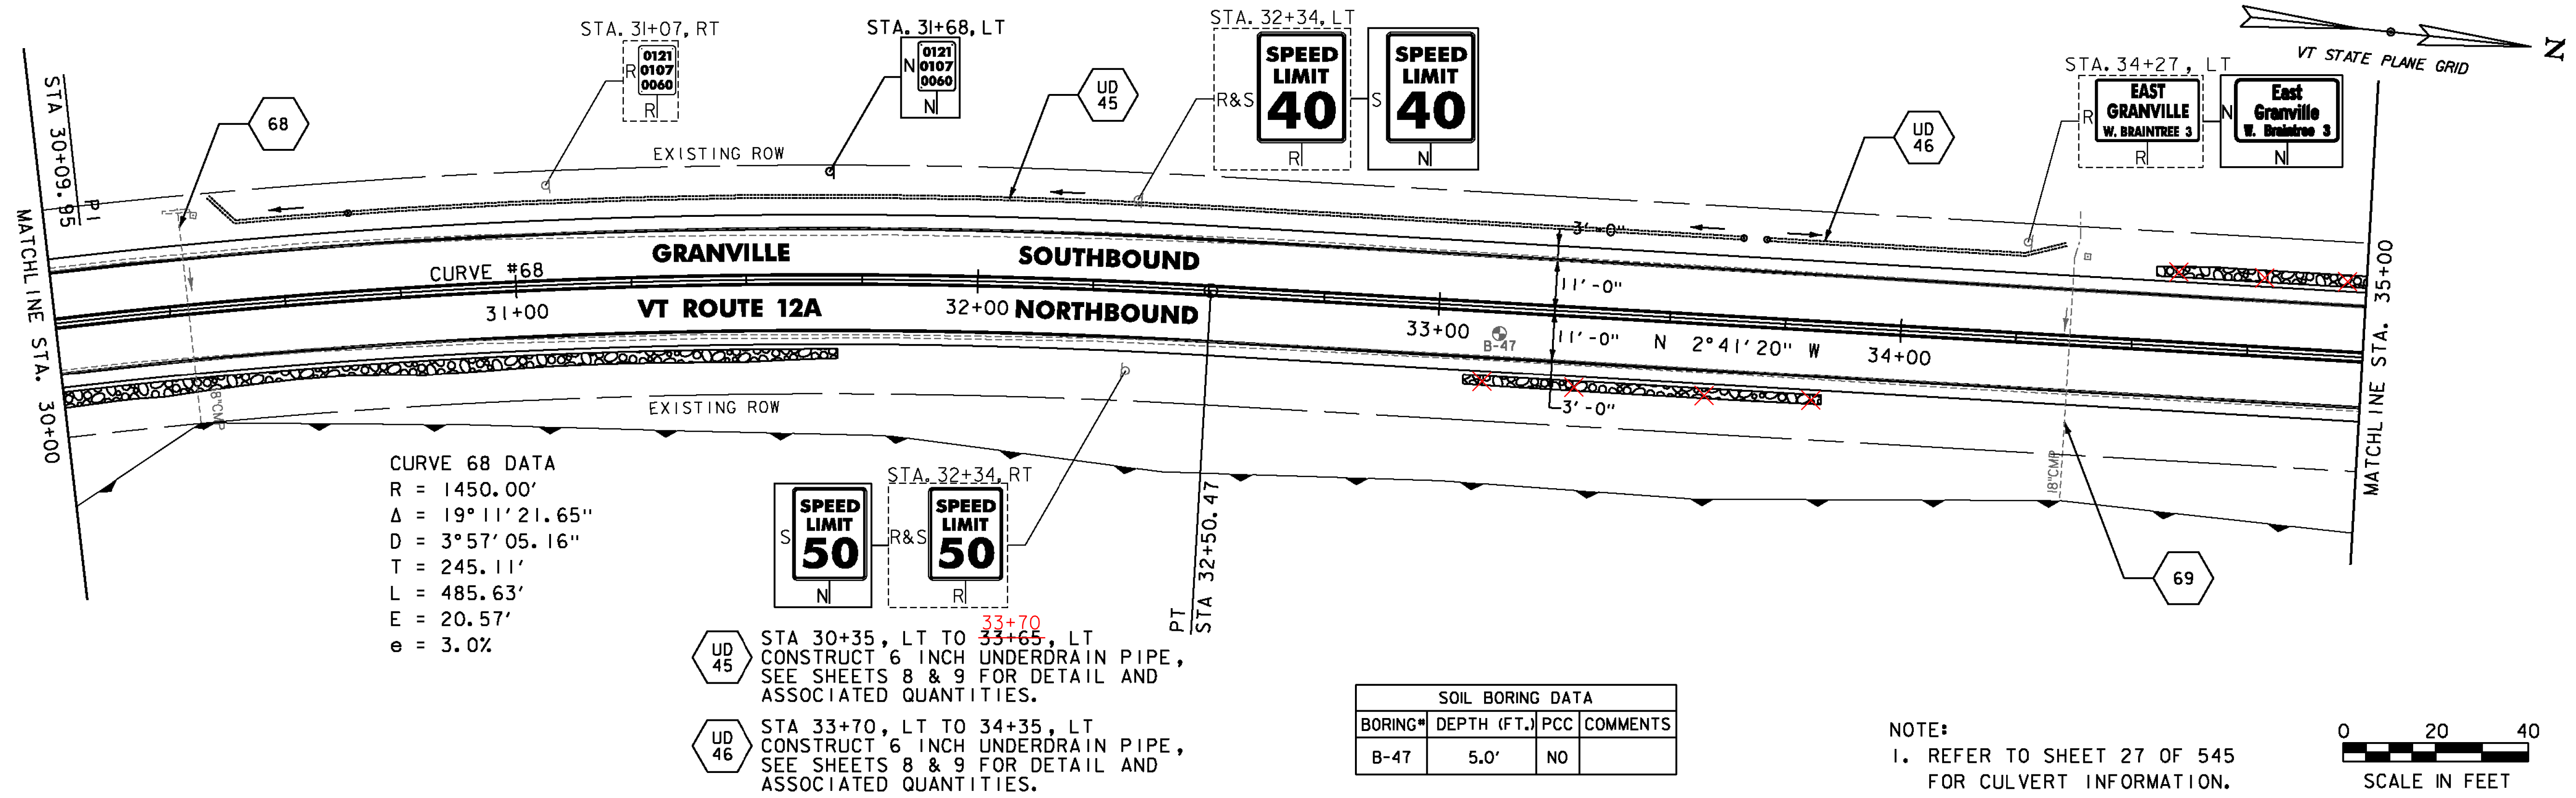 STA. 31+07, RT
0121
0107
0060
R
R
STA. 31+68, LT
0121
0107
0060
N
N
UD
45
STA. 32+34, LT
R&S
SPEED
LIMIT
40
R
S
SPEED
LIMIT
40
N
UD
46
STA. 34+27, LT
R
EAST
GRANVILLE
W. BRAINTREE 3
R
N
East
Granville
W. Braintree 3
N
VT STATE PLANE GRID
N
68
PI
STA 30+09.95
MATCHLINE STA. 30+00
EXISTING ROW
GRANVILLE
SOUTHBOUND
CURVE #68
31+00
VT ROUTE 12A
32+00
NORTHBOUND
33+00
B-47
3'-0"
11'-0"
11'-0"
3'-0"
N 2°41'20" W
34+00
MATCHLINE STA. 35+00
18"CMP
EXISTING ROW
18"CMP
69
CURVE 68 DATA
R = 1450.00'
Δ = 19°11'21.65"
D = 3°57'05.16"
T = 245.11'
L = 485.63'
E = 20.57'
e = 3.0%
STA. 32+34, RT
S
SPEED
LIMIT
50
N
R&S
SPEED
LIMIT
50
R
PT
STA 32+50.47
33+70
UD
45
STA 30+35, LT TO 33+65, LT
CONSTRUCT 6 INCH UNDERDRAIN PIPE,
SEE SHEETS 8 & 9 FOR DETAIL AND
ASSOCIATED QUANTITIES.
UD
46
STA 33+70, LT TO 34+35, LT
CONSTRUCT 6 INCH UNDERDRAIN PIPE,
SEE SHEETS 8 & 9 FOR DETAIL AND
ASSOCIATED QUANTITIES.
SOIL BORING DATA
BORING# DEPTH (FT.) PCC COMMENTS
B-47 5.0' NO
NOTE:
1. REFER TO SHEET 27 OF 545
FOR CULVERT INFORMATION.
0 20 40
SCALE IN FEET